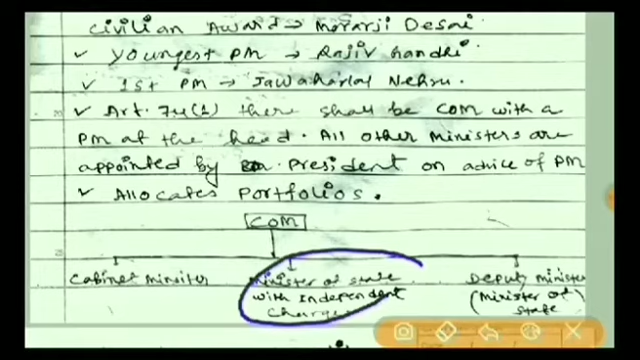 Civilian Award → Morarji Desai
✓ Youngest PM → Rajiv Gandhi.
✓ 1st PM → Jawaharlal Nehru.
✓ Art. 74(1) there shall be COM with a
PM at the head. All other Ministers are
appointed by President on advice of PM
✓ Allocates Portfolios.
COM
Cabinet Minsiter
Minister of state
with Independent
Charge
Deputy Minister
(Minister of
State